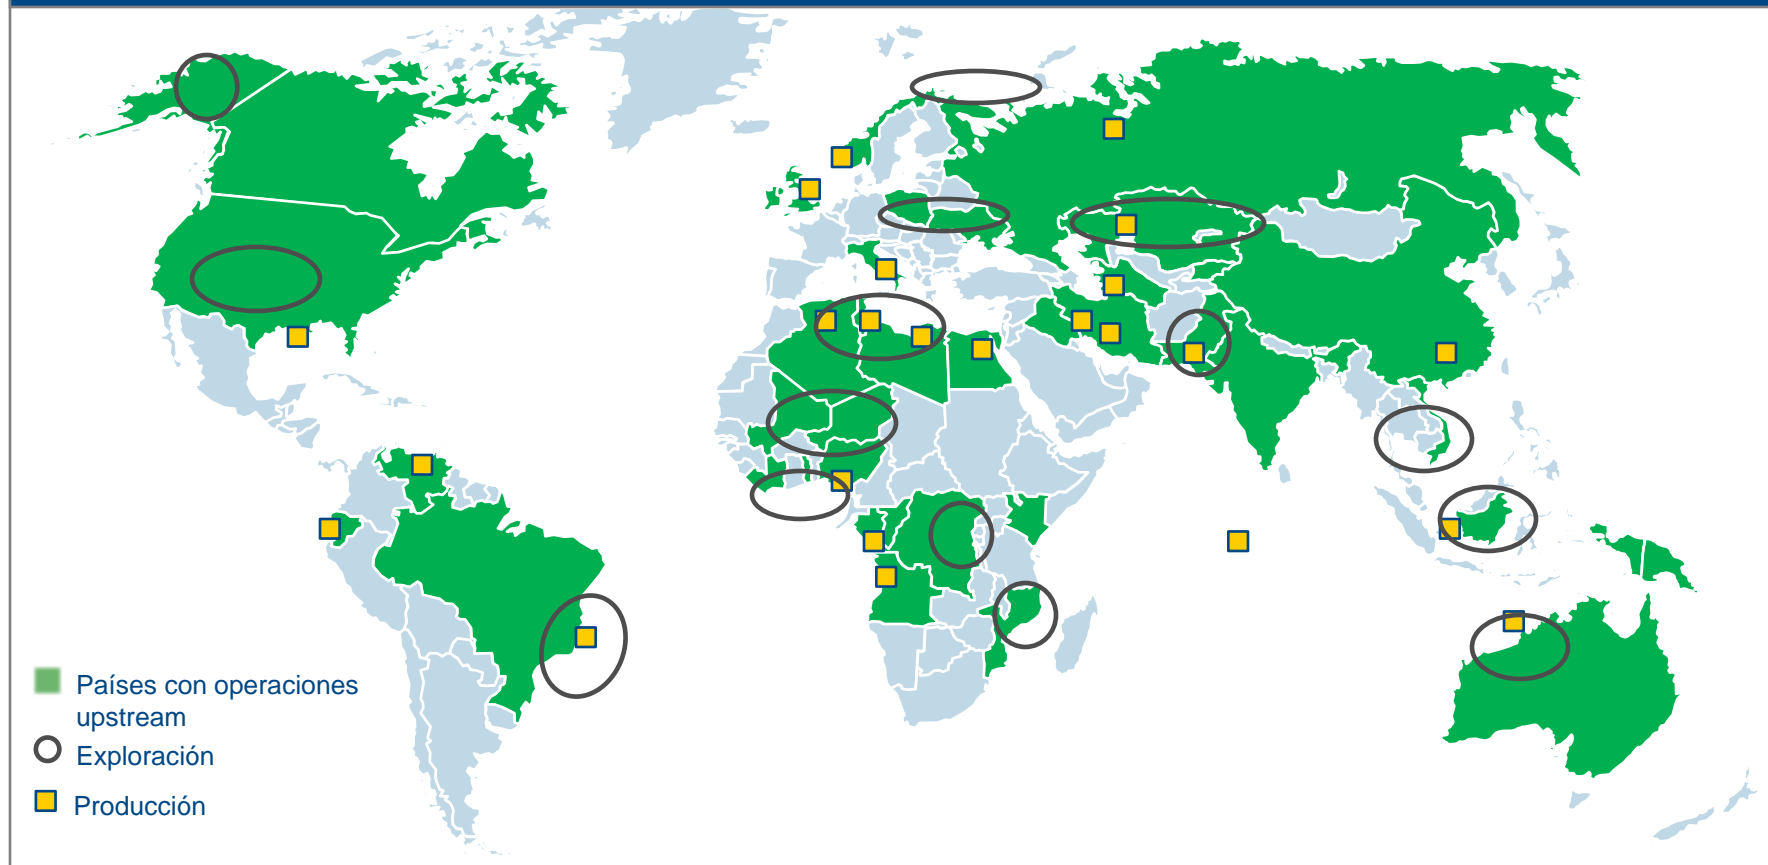 Países con operaciones
upstream
Exploración
Producción